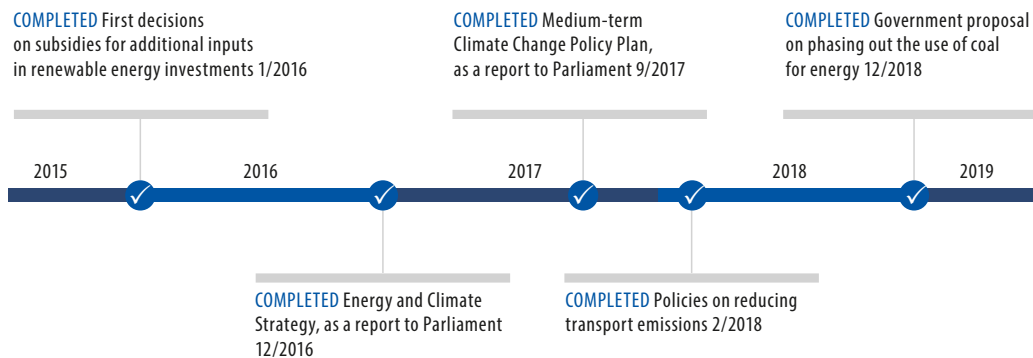 COMPLETED First decisions
on subsidies for additional inputs
in renewable energy investments 1/2016
COMPLETED Medium-term
Climate Change Policy Plan,
as a report to Parliament 9/2017
COMPLETED Government proposal
on phasing out the use of coal
for energy 12/2018
2015
2016
2017
2018
2019
COMPLETED Energy and Climate
Strategy, as a report to Parliament
12/2016
COMPLETED Policies on reducing
transport emissions 2/2018